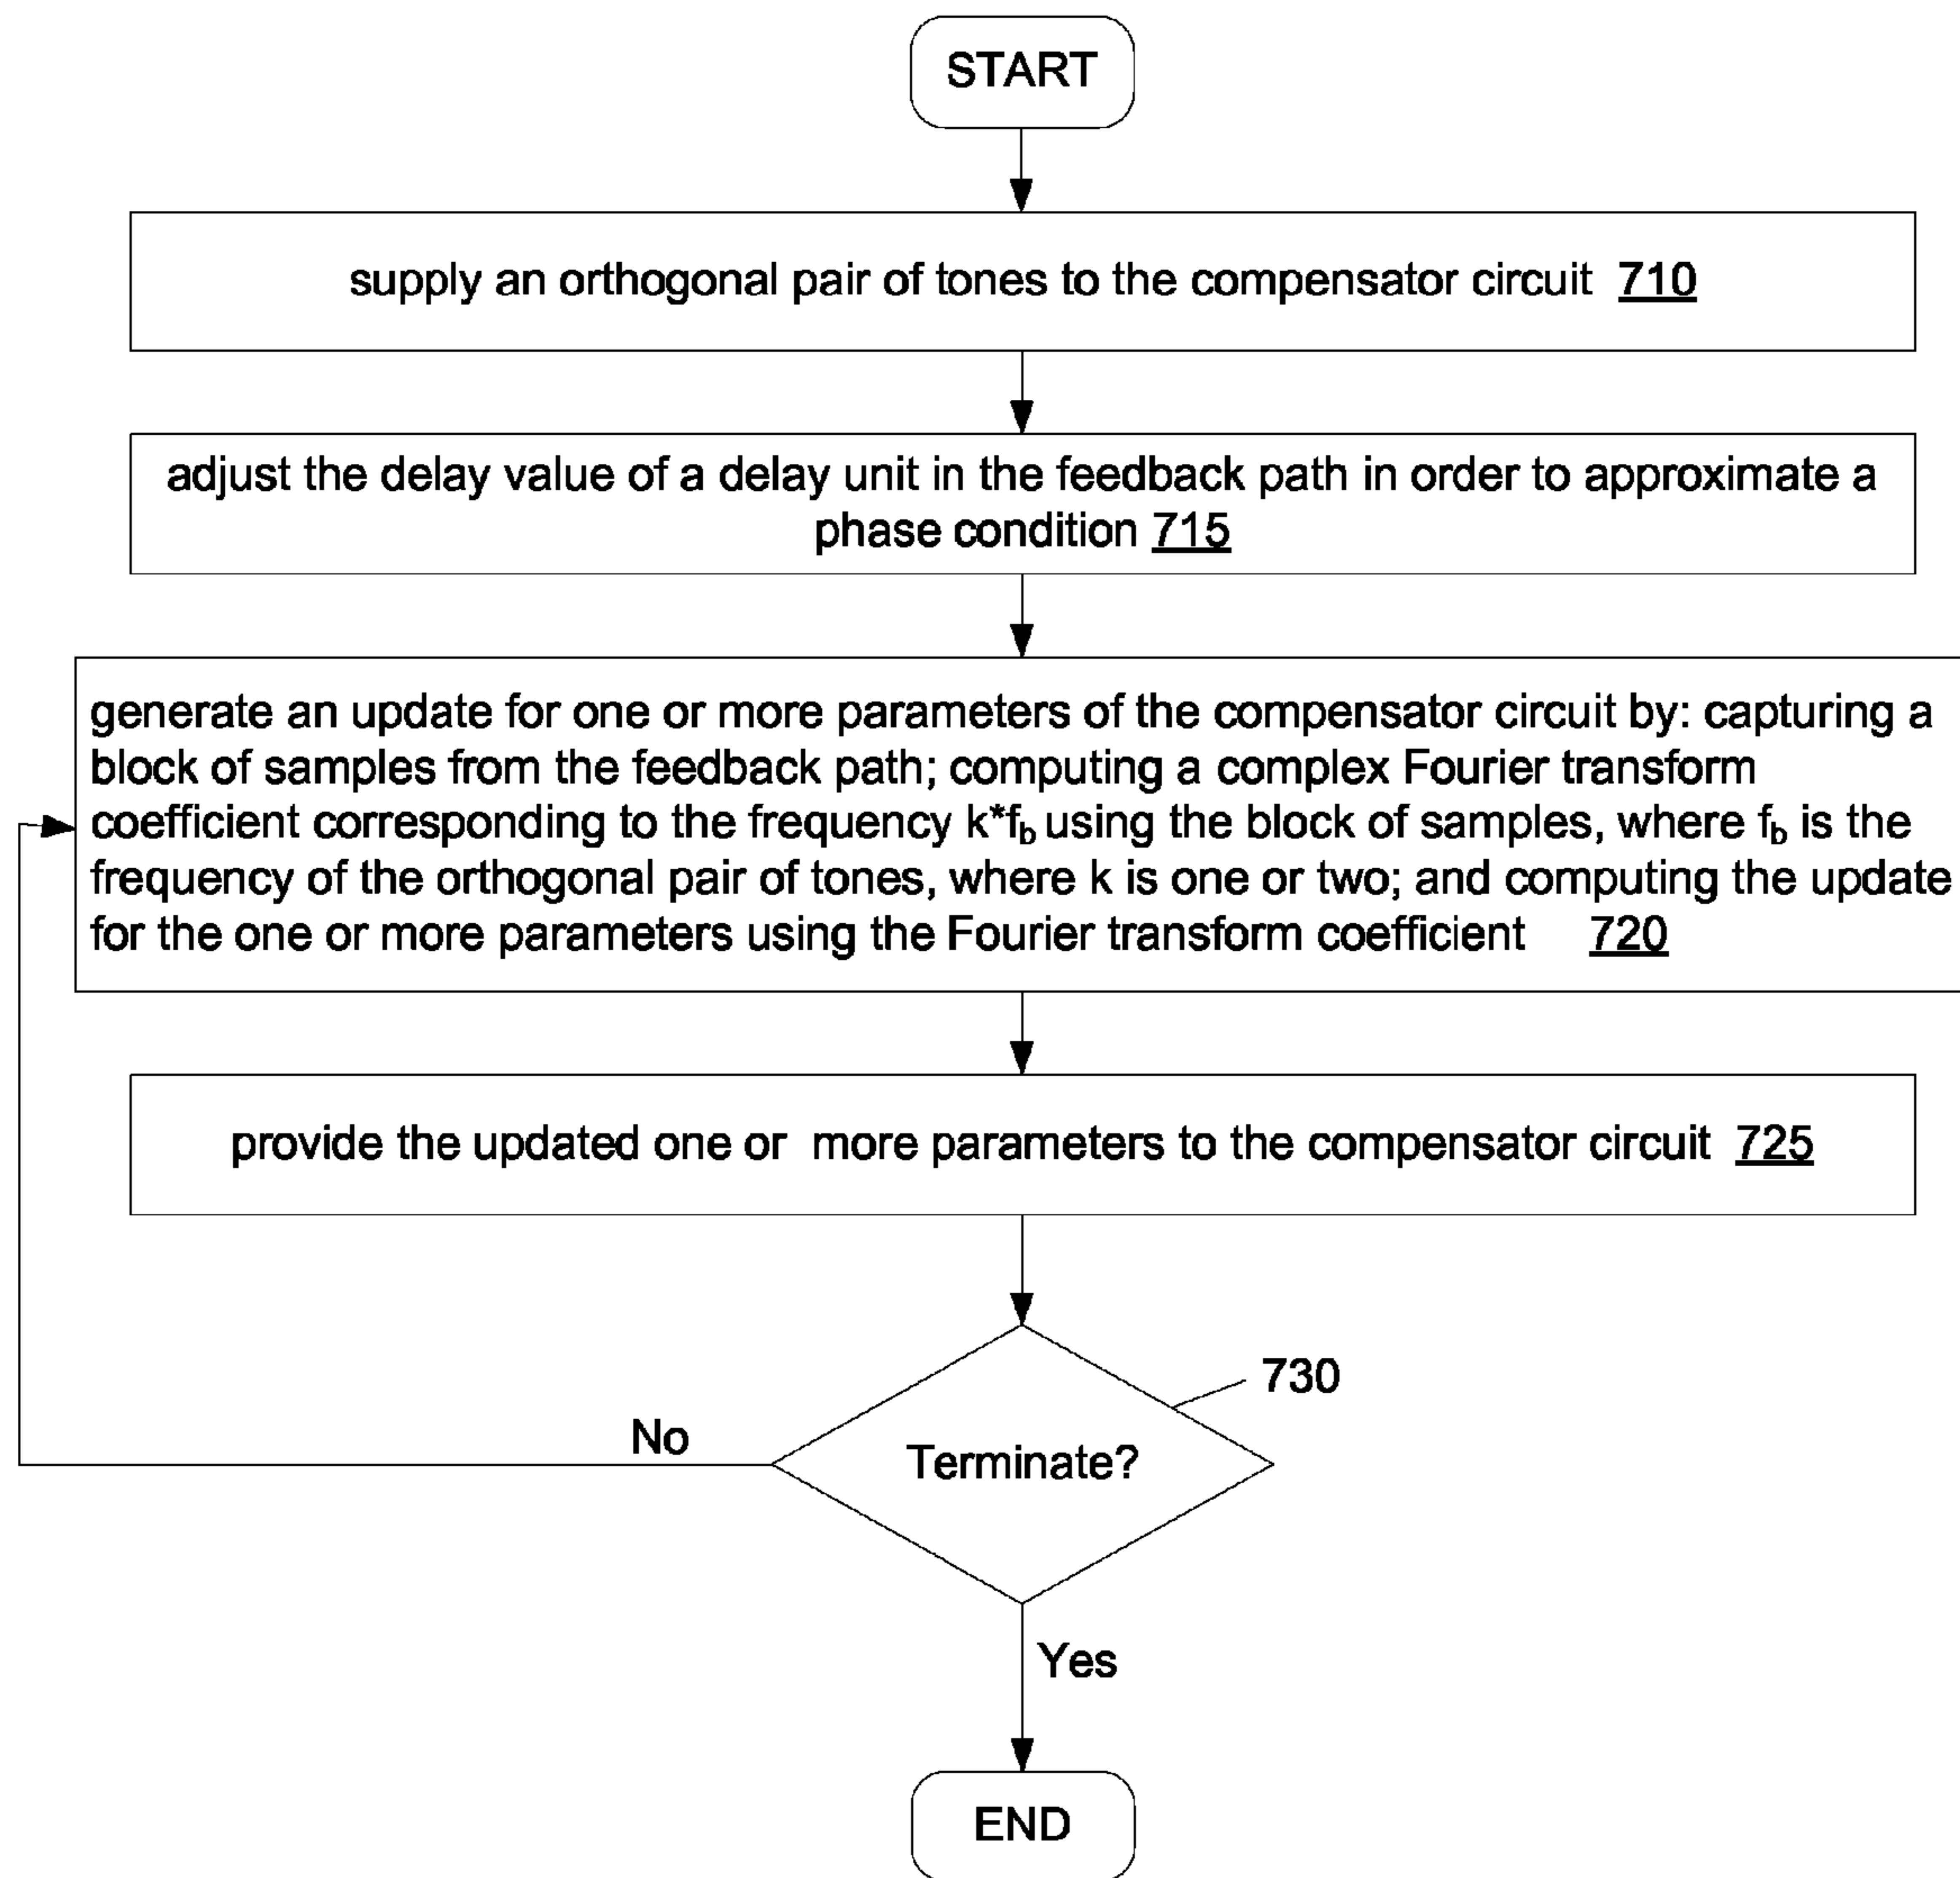 START
supply an orthogonal pair of tones to the compensator circuit 710
adjust the delay value of a delay unit in the feedback path in order to approximate a
phase condition 715
generate an update for one or more parameters of the compensator circuit by: capturing a
block of samples from the feedback path; computing a complex Fourier transform
coefficient corresponding to the frequency k*fb using the block of samples, where fb is the
frequency of the orthogonal pair of tones, where k is one or two; and computing the update
for the one or more parameters using the Fourier transform coefficient 720
provide the updated one or more parameters to the compensator circuit 725
730
No
Terminate?
Yes
END